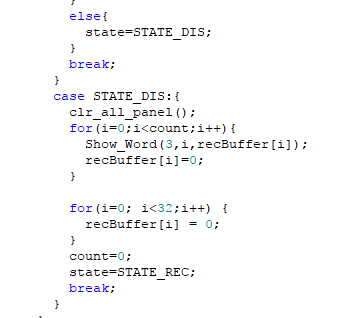 }
else{
state=STATE_DIS;
}
break;
}
case STATE_DIS:{
clr_all_panel();
for(i=0;i<count;i++){
Show_Word(3,i,recBuffer[i]);
recBuffer[i]=0;
}
for(i=0; i<32;i++) {
recBuffer[i] = 0;
}
count=0;
state=STATE_REC;
break;
}